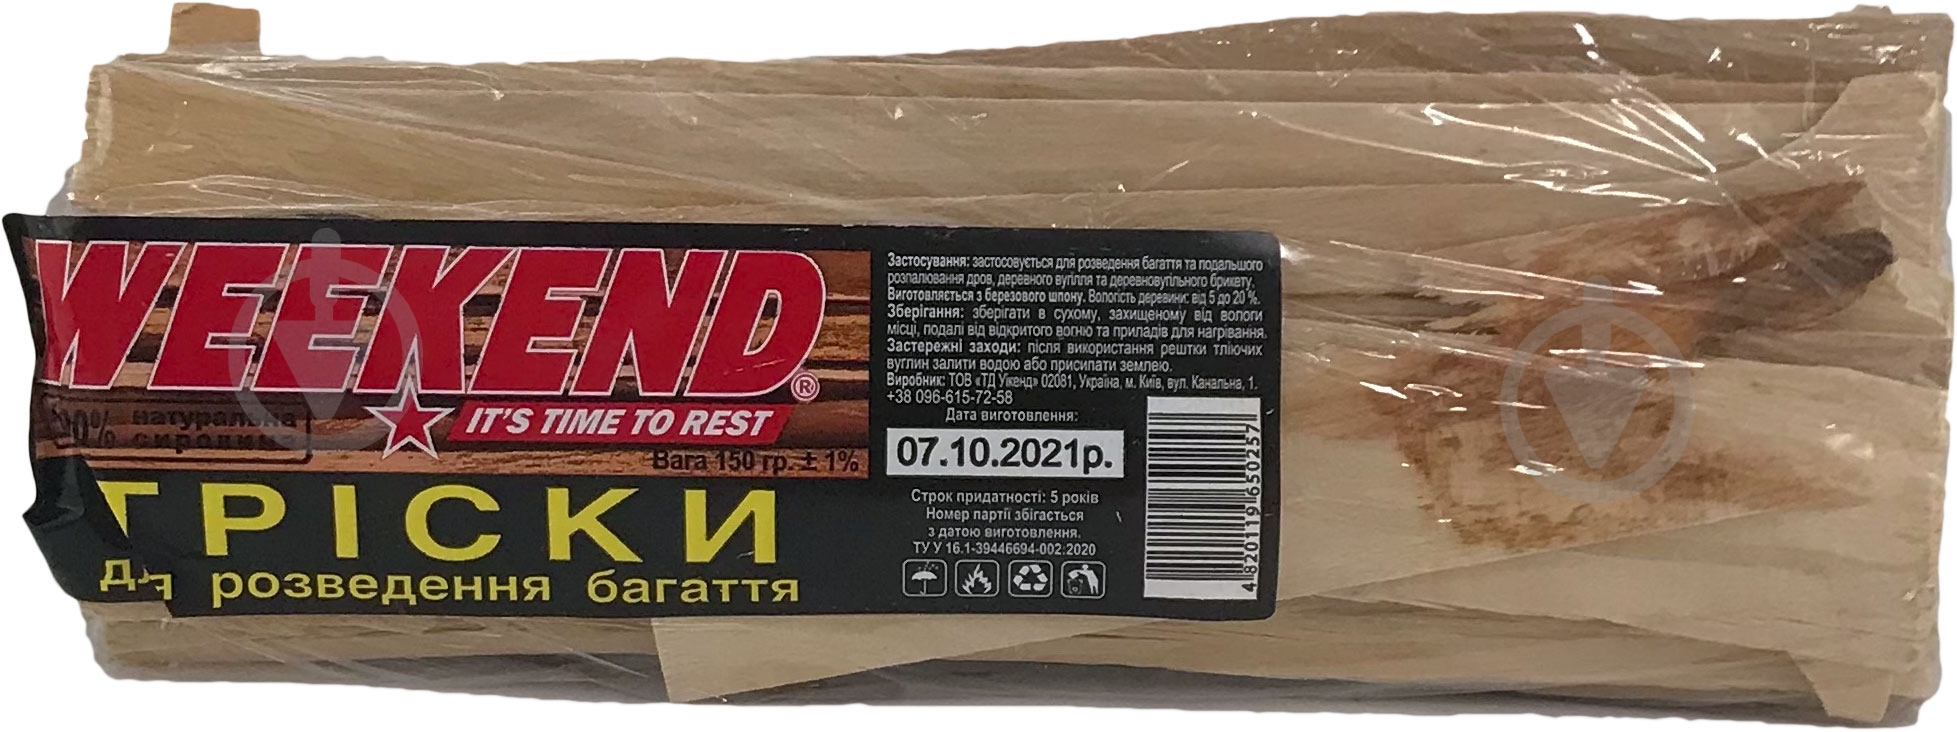 WEEKEND®
IT'S TIME TO REST
натуральна
сировина
Вага 150 гр. ± 1%
ТРІСКИ
для розведення багаття
Застосування: застосовується для розведення багаття та подальшого
розпалювання дров, деревного вугілля та деревновугільного брикету.
Виготовляється з березового шпону. Вологість деревини: від 5 до 20 %.
Зберігання: зберігати в сухому, захищеному від вологи
місці, подалі від відкритого вогню та приладів для нагрівання.
Застережні заходи: після використання рештки тліючих
вуглин залити водою або присипати землею.
Виробник: ТОВ «ТД Уікенд» 02081, Україна, м. Київ, вул. Канальна, 1.
+38 096-615-72-58
Дата виготовлення:
07.10.2021р.
Строк придатності: 5 років
Номер партії збігається
з датою виготовлення.
ТУ У 16.1-39446694-002:2020
4820119650257